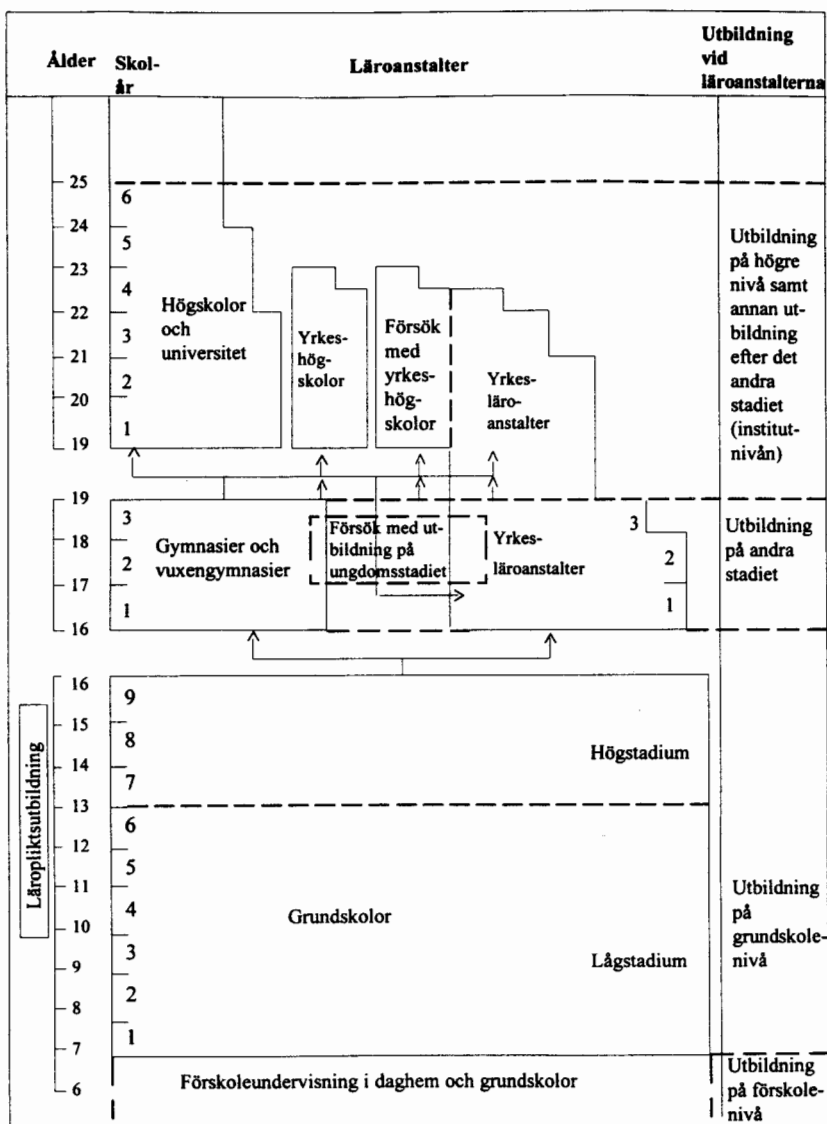 Ålder
Skol-
år
Läroanstalter
Utbildning
vid
läroanstalterna
25
24
23
22
21
20
19
6
5
4
3
2
1
Högskolor
och
universitet
Yrkes-
hög-
skolor
Försök
med
yrkes-
hög-
skolor
Yrkes-
läro-
anstalter
Utbildning
på högre
nivå samt
annan ut-
bildning
efter det
andra
stadiet
(institut-
nivån)
19
18
17
16
3
2
1
Gymnasier och
vuxengymnasier
Försök med ut-
bildning på
ungdomsstadiet
Yrkes-
läroanstalter
3
2
1
Utbildning
på andra
stadiet
Läropliktsutbildning
16
15
14
13
12
11
10
9
8
7
6
9
8
7
6
5
4
3
2
1
Högstadium
Grundskolor
Lågstadium
Utbildning
på
grundskole-
nivå
Förskoleundervisning i daghem och grundskolor
Utbildning
på förskole-
nivå